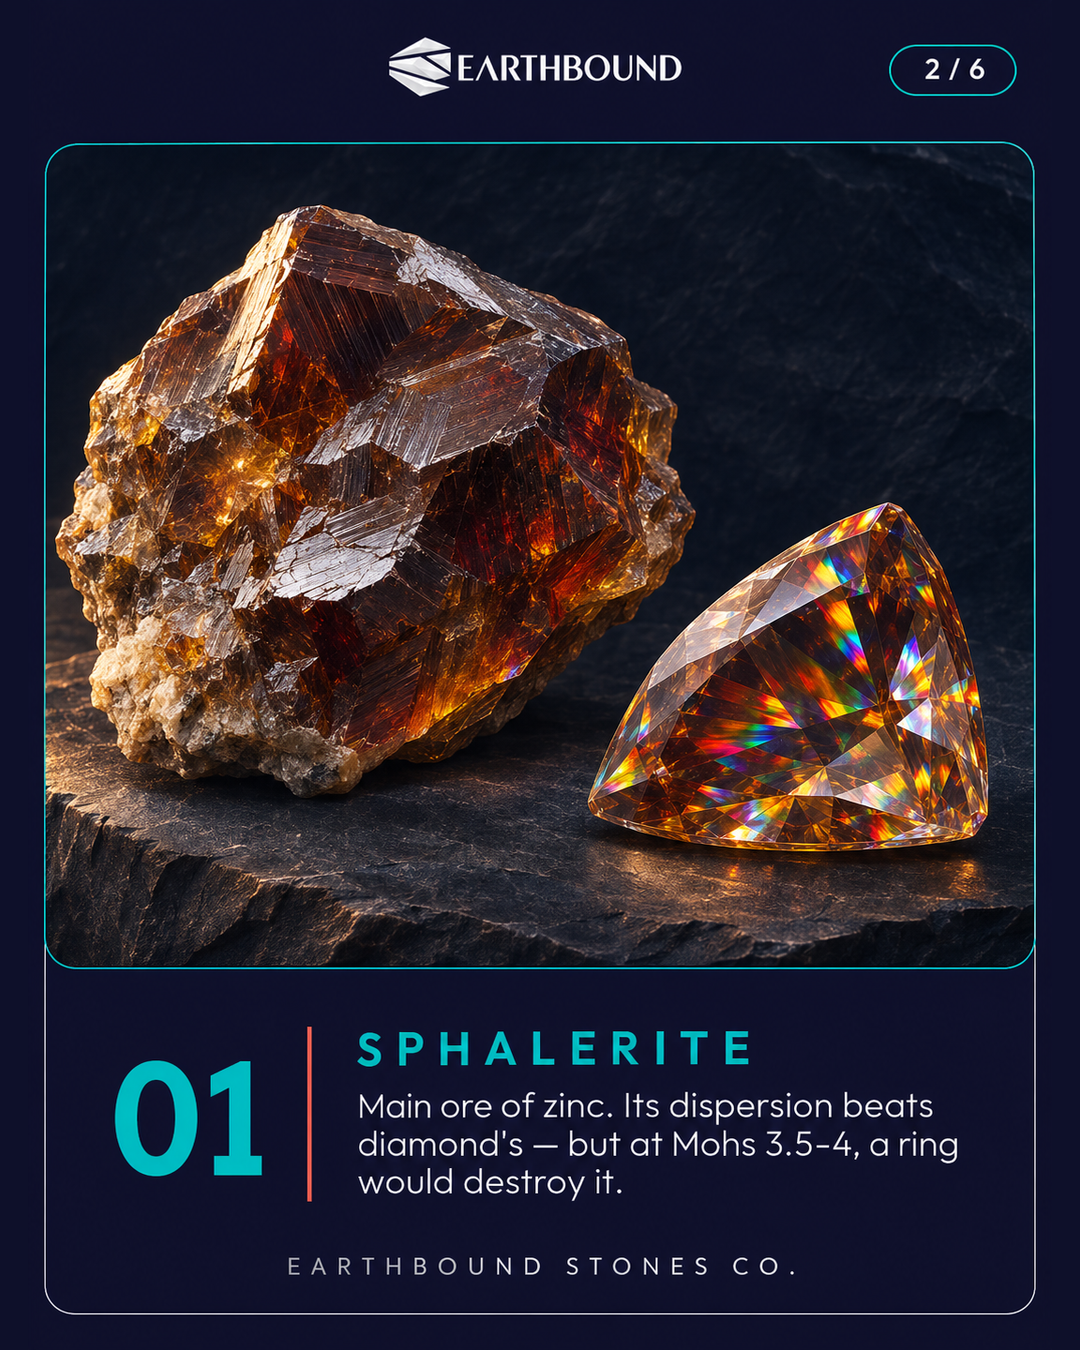 EARTHBOUND
2 / 6
01
SPHALERITE
Main ore of zinc. Its dispersion beats
diamond's — but at Mohs 3.5–4, a ring
would destroy it.
EARTHBOUND STONES CO.